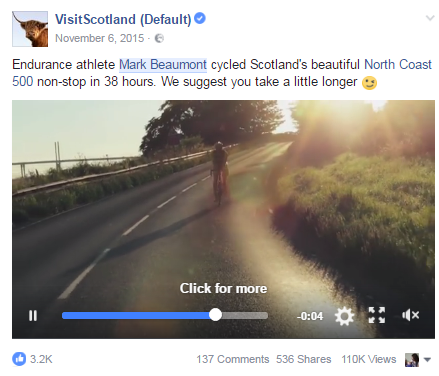 VisitScotland (Default)
November 6, 2015 ·
Endurance athlete Mark Beaumont cycled Scotland's beautiful North Coast
500 non-stop in 38 hours. We suggest you take a little longer 😉
Click for more
-0:04
3.2K 137 Comments 536 Shares 110K Views